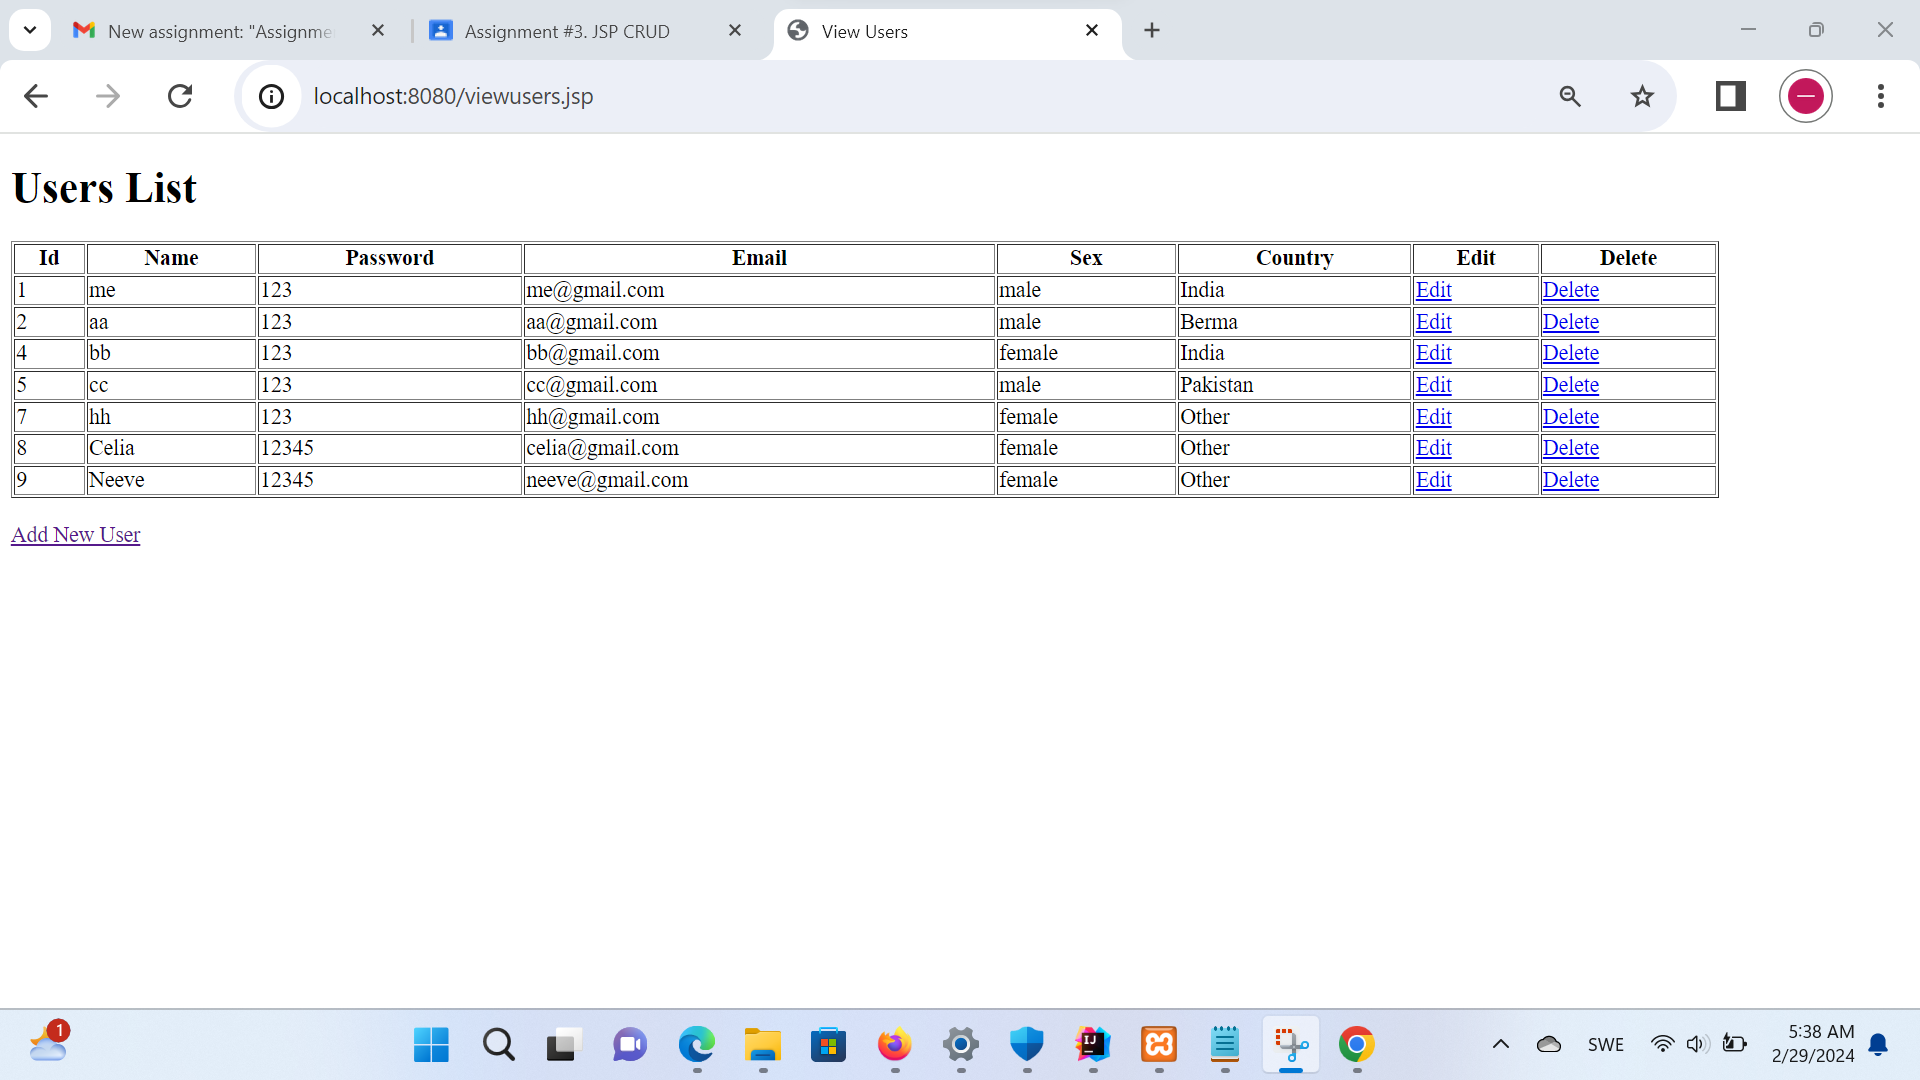 New assignment: "Assignme
Assignment #3. JSP CRUD
View Users
localhost:8080/viewusers.jsp
Users List
Id Name Password Email Sex Country Edit Delete
1 me 123 me@gmail.com male India Edit Delete
2 aa 123 aa@gmail.com male Berma Edit Delete
4 bb 123 bb@gmail.com female India Edit Delete
5 cc 123 cc@gmail.com male Pakistan Edit Delete
7 hh 123 hh@gmail.com female Other Edit Delete
8 Celia 12345 celia@gmail.com female Other Edit Delete
9 Neeve 12345 neeve@gmail.com female Other Edit Delete
Add New User
1
IJ
SWE
5:38 AM
2/29/2024